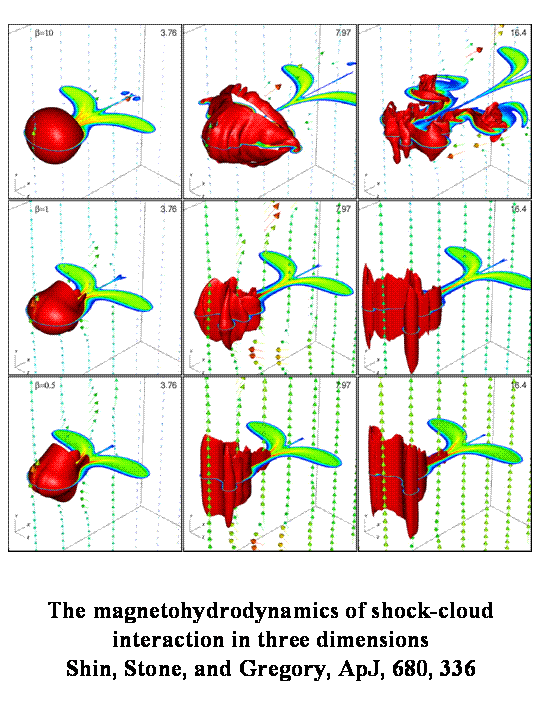 β=10 3.76 7.97 16.4
β=1 3.76 7.97 16.4
β=0.5 3.76 7.97 16.4
The magnetohydrodynamics of shock-cloud
interaction in three dimensions
Shin, Stone, and Gregory, ApJ, 680, 336